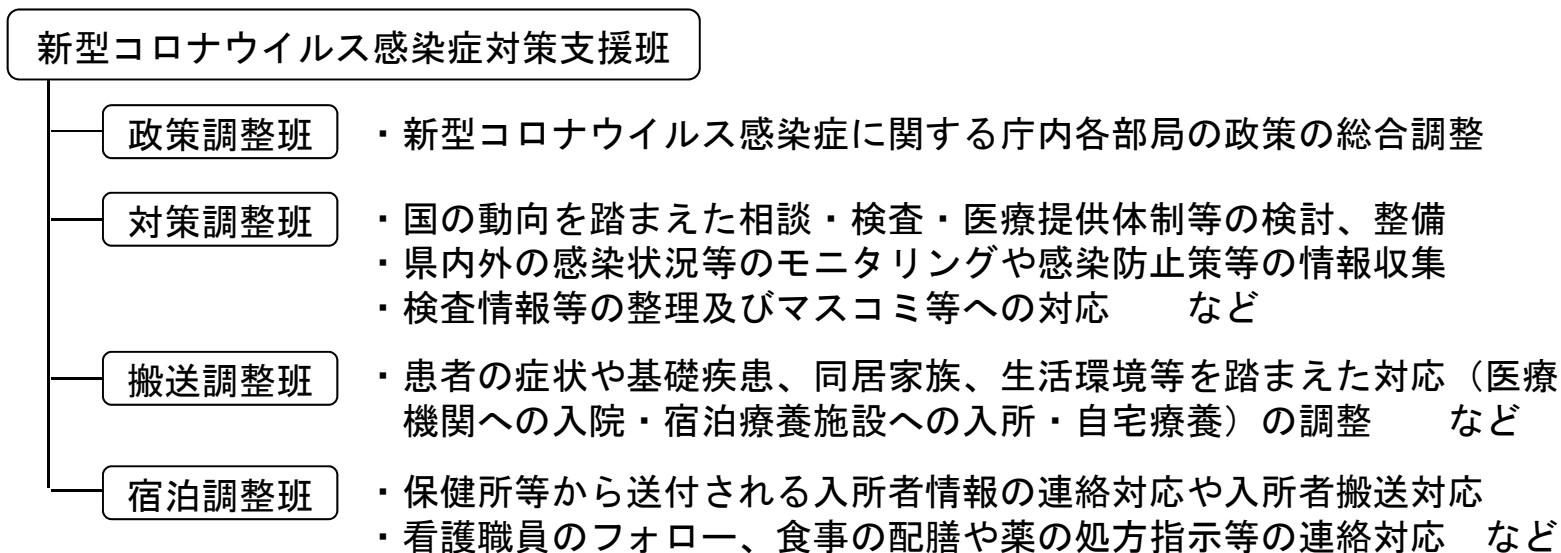 新型コロナウイルス感染症対策支援班
政策調整班 ・新型コロナウイルス感染症に関する庁内各部局の政策の総合調整
対策調整班 ・国の動向を踏まえた相談・検査・医療提供体制等の検討、整備
・県内外の感染状況等のモニタリングや感染防止策等の情報収集
・検査情報等の整理及びマスコミ等への対応　など
搬送調整班 ・患者の症状や基礎疾患、同居家族、生活環境等を踏まえた対応（医療
機関への入院・宿泊療養施設への入所・自宅療養）の調整　など
宿泊調整班 ・保健所等から送付される入所者情報の連絡対応や入所者搬送対応
・看護職員のフォロー、食事の配膳や薬の処方指示等の連絡対応　など